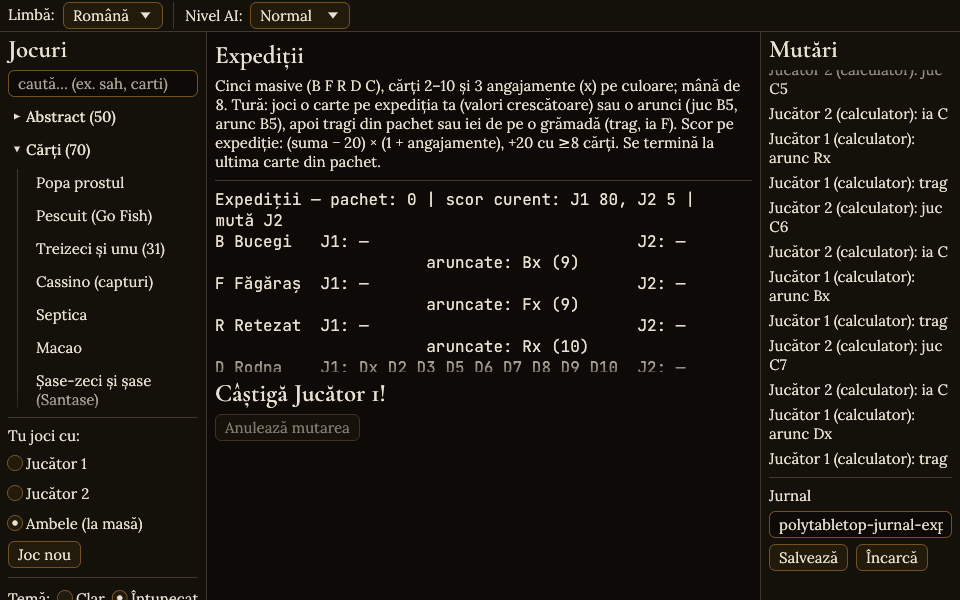 Limbă:
Română
Nivel AI:
Normal
Jocuri
caută... (ex. sah, carti)
Abstract (50)
Cărți (70)
Popa prostul
Pescuit (Go Fish)
Treizeci și unu (31)
Cassino (capturi)
Septica
Macao
Șase-zeci și șase
(Santase)
Tu joci cu:
Jucător 1
Jucător 2
Ambele (la masă)
Joc nou
Temă: Clar Întunecat
Expediții
Cinci masive (B F R D C), cărți 2–10 și 3 angajamente (x) pe culoare; mână de
8. Tură: joci o carte pe expediția ta (valori crescătoare) sau o arunci (juc B5,
arunc B5), apoi tragi din pachet sau iei de pe o grămadă (trag, ia F). Scor pe
expediție: (suma − 20) × (1 + angajamente), +20 cu ≥8 cărți. Se termină la
ultima carte din pachet.
Expediții — pachet: 0 | scor curent: J1 80, J2 5 |
mută J2
B Bucegi J1: — J2: —
aruncate: Bx (9)
F Făgăraș J1: — J2: —
aruncate: Fx (9)
R Retezat J1: — J2: —
aruncate: Rx (10)
D Rodna J1: Dx D2 D3 D5 D6 D7 D8 D9 D10 J2: —
Câștigă Jucător 1!
Anulează mutarea
Mutări
Jucător 2 (calculator): juc
C5
Jucător 2 (calculator): ia C
Jucător 1 (calculator):
arunc Rx
Jucător 1 (calculator): trag
Jucător 2 (calculator): juc
C6
Jucător 2 (calculator): ia C
Jucător 1 (calculator):
arunc Bx
Jucător 1 (calculator): trag
Jucător 2 (calculator): juc
C7
Jucător 2 (calculator): ia C
Jucător 1 (calculator):
arunc Dx
Jucător 1 (calculator): trag
Jurnal
polytabletop-jurnal-exp
Salvează
Încarcă